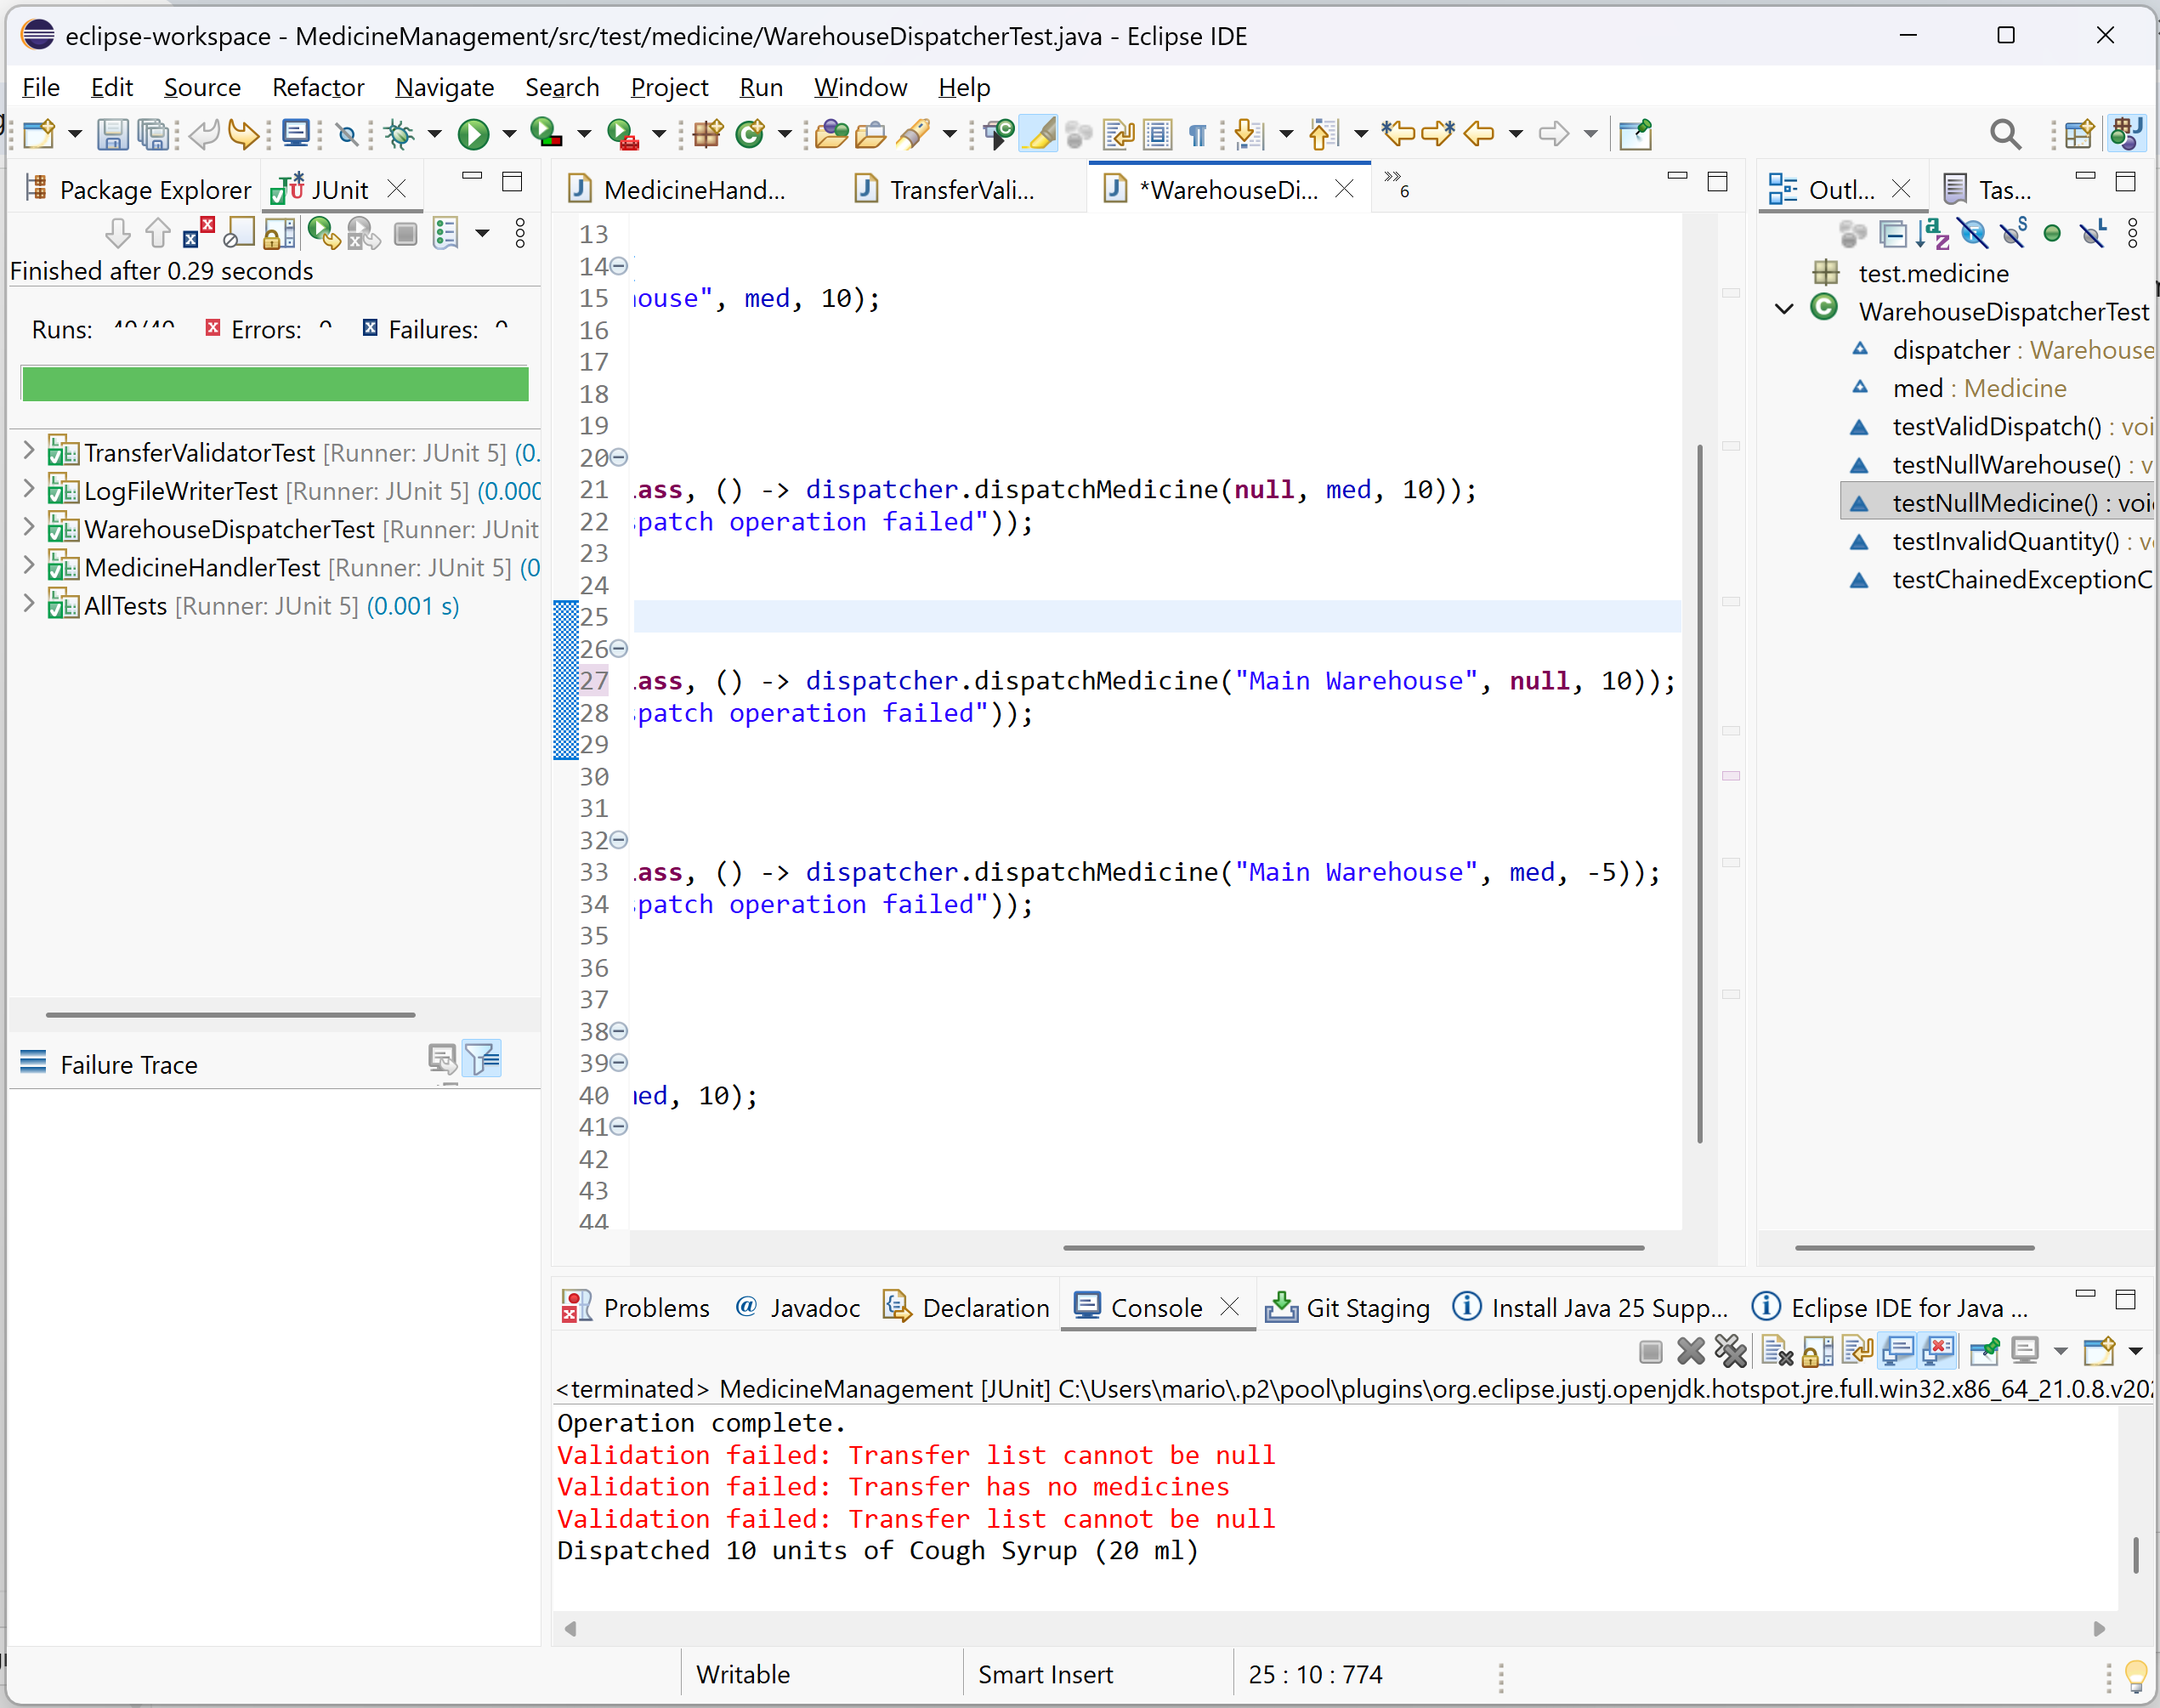 eclipse-workspace - MedicineManagement/src/test/medicine/WarehouseDispatcherTest.java - Eclipse IDE
File Edit Source Refactor Navigate Search Project Run Window Help
Package Explorer JUnit
Finished after 0.29 seconds
Runs: 40/40 Errors: 0 Failures: 0
TransferValidatorTest [Runner: JUnit 5] (0.
LogFileWriterTest [Runner: JUnit 5] (0.000
WarehouseDispatcherTest [Runner: JUnit
MedicineHandlerTest [Runner: JUnit 5] (0
AllTests [Runner: JUnit 5] (0.001 s)
Failure Trace
MedicineHand... TransferVali... *WarehouseDi... 6
13
14
15 ouse", med, 10);
16
17
18
19
20
21 ass, () -> dispatcher.dispatchMedicine(null, med, 10));
22 patch operation failed"));
23
24
25
26
27 ass, () -> dispatcher.dispatchMedicine("Main Warehouse", null, 10));
28 patch operation failed"));
29
30
31
32
33 ass, () -> dispatcher.dispatchMedicine("Main Warehouse", med, -5));
34 patch operation failed"));
35
36
37
38
39
40 ed, 10);
41
42
43
44
Outl... Tas...
test.medicine
WarehouseDispatcherTest
dispatcher : Warehouse
med : Medicine
testValidDispatch() : voi
testNullWarehouse() : v
testNullMedicine() : voi
testInvalidQuantity() : v
testChainedExceptionC
Problems Javadoc Declaration Console Git Staging Install Java 25 Supp... Eclipse IDE for Java ...
<terminated> MedicineManagement [JUnit] C:\Users\mario\.p2\pool\plugins\org.eclipse.justj.openjdk.hotspot.jre.full.win32.x86_64_21.0.8.v202
Operation complete.
Validation failed: Transfer list cannot be null
Validation failed: Transfer has no medicines
Validation failed: Transfer list cannot be null
Dispatched 10 units of Cough Syrup (20 ml)
Writable Smart Insert 25 : 10 : 774